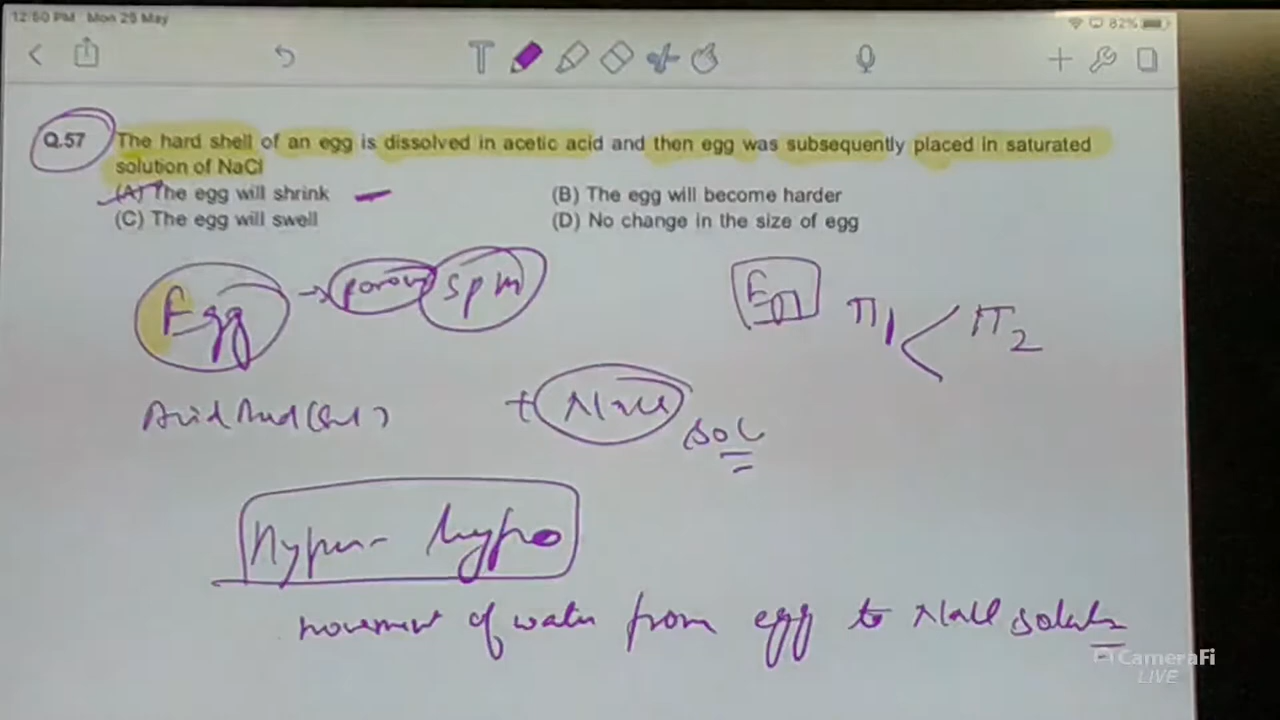 12:50 PM Mon 25 May
82%
T
Q.57 The hard shell of an egg is dissolved in acetic acid and then egg was subsequently placed in saturated
solution of NaCl
(A) The egg will shrink (B) The egg will become harder
(C) The egg will swell (D) No change in the size of egg
Egg → porous spm
Egg π1 < π2
+ NaCl
sol
Hyper- hypo
movement of water from egg to NaCl
CameraFi
LIVE